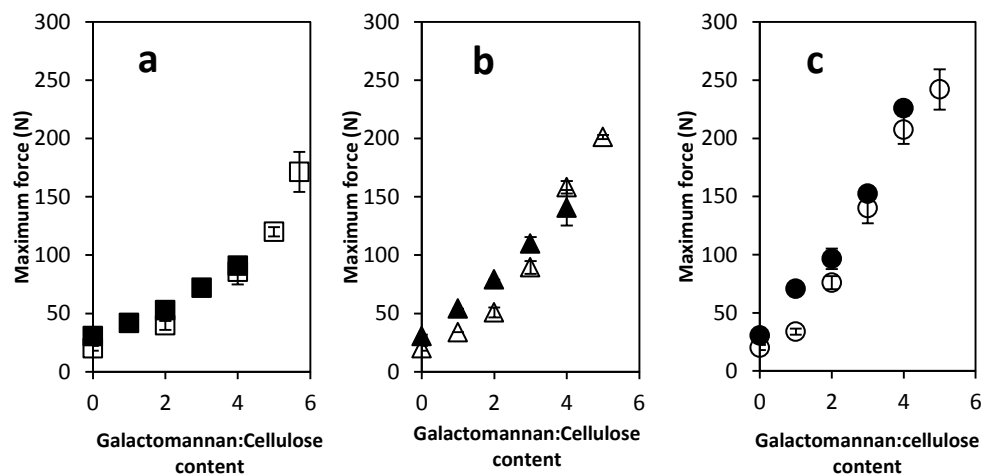 a
Maximum force (N)
300
250
200
150
100
50
0
0 2 4 6
Galactomannan:Cellulose
content
b
Maximum force (N)
300
250
200
150
100
50
0
0 2 4 6
Galactomannan:Cellulose
content
c
Maximum force (N)
300
250
200
150
100
50
0
0 2 4 6
Galactomannan:cellulose
content